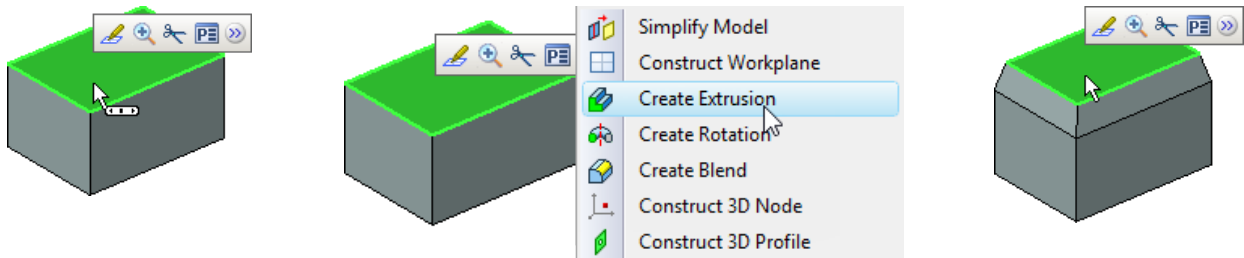 Simplify Model
Construct Workplane
Create Extrusion
Create Rotation
Create Blend
Construct 3D Node
Construct 3D Profile